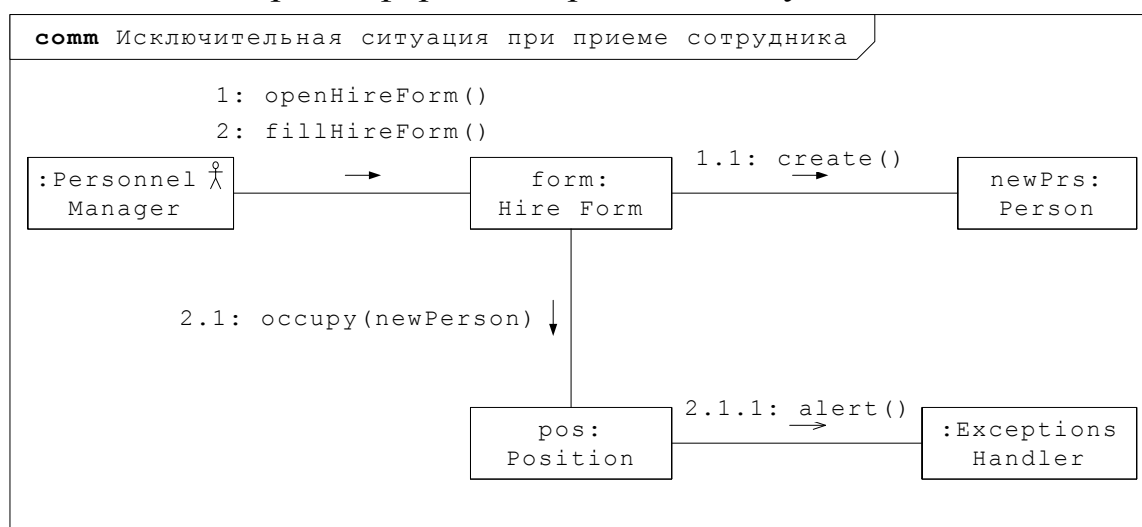 comm Исключительная ситуация при приеме сотрудника
1: openHireForm()
2: fillHireForm()
:Personnel
Manager
form:
Hire Form
1.1: create()
newPrs:
Person
2.1: occupy(newPerson)
pos:
Position
2.1.1: alert()
:Exceptions
Handler